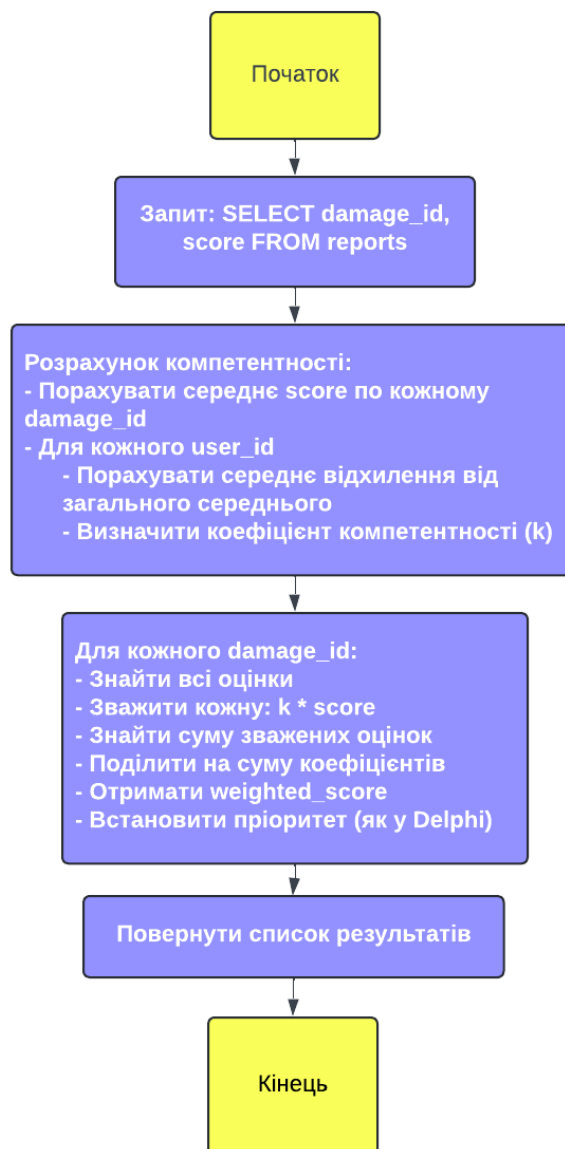 Початок
Запит: SELECT damage_id,
score FROM reports
Розрахунок компетентності:
- Порахувати середнє score по кожному
damage_id
- Для кожного user_id
- Порахувати середнє відхилення від
загального середнього
- Визначити коефіцієнт компетентності (k)
Для кожного damage_id:
- Знайти всі оцінки
- Зважити кожну: k * score
- Знайти суму зважених оцінок
- Поділити на суму коефіцієнтів
- Отримати weighted_score
- Встановити пріоритет (як у Delphi)
Повернути список результатів
Кінець